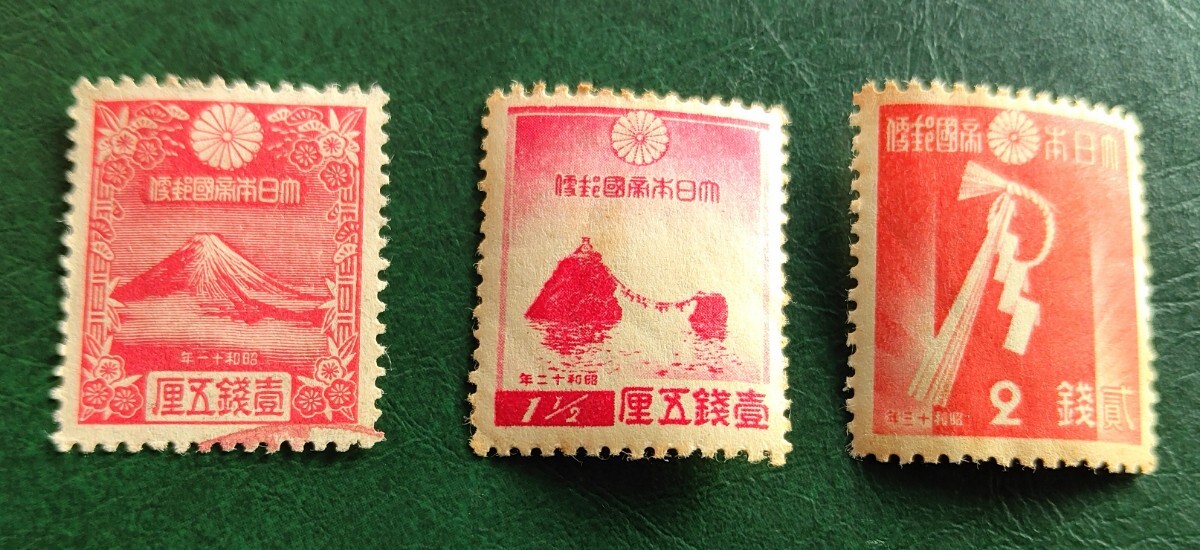 大日本帝國郵便
昭和十一年
壹錢五厘
大日本帝國郵便
昭和十二年
壹錢五厘 1 1/2
大日本帝國郵便
貳錢 2
昭和十三年